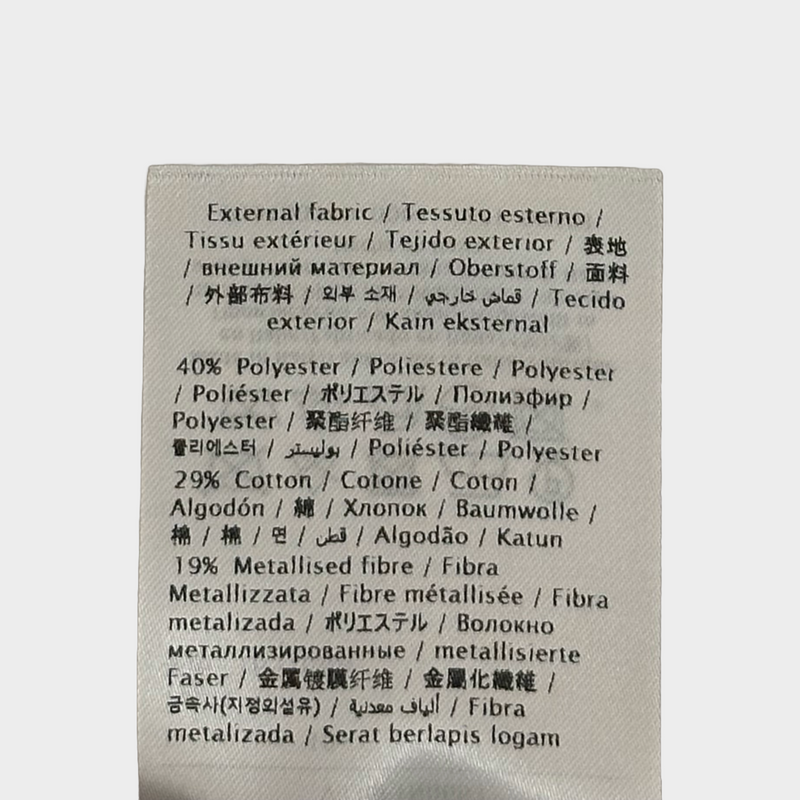 External fabric / Tessuto esterno /
Tissu extérieur / Tejido exterior / 表地
/ внешний материал / Oberstoff / 面料
/ 外部布料 / 외부 소재 / قماش خارجي / Tecido
exterior / Kain eksternal
40% Polyester / Poliestere / Polyester
/ Poliéster / ポリエステル / Полиэфир /
Polyester / 聚酯纤维 / 聚酯纖維 /
폴리에스터 / بوليستر / Poliéster / Polyester
29% Cotton / Cotone / Coton /
Algodón / 綿 / Хлопок / Baumwolle /
棉 / 棉 / 면 / قطن / Algodão / Katun
19% Metallised fibre / Fibra
Metallizzata / Fibre métallisée / Fibra
metalizada / ポリエステル / Волокно
металлизированные / metallisierte
Faser / 金属镀膜纤维 / 金屬化纖維 /
금속사(지정외섬유) / ألياف معدنية / Fibra
metalizada / Serat berlapis logam